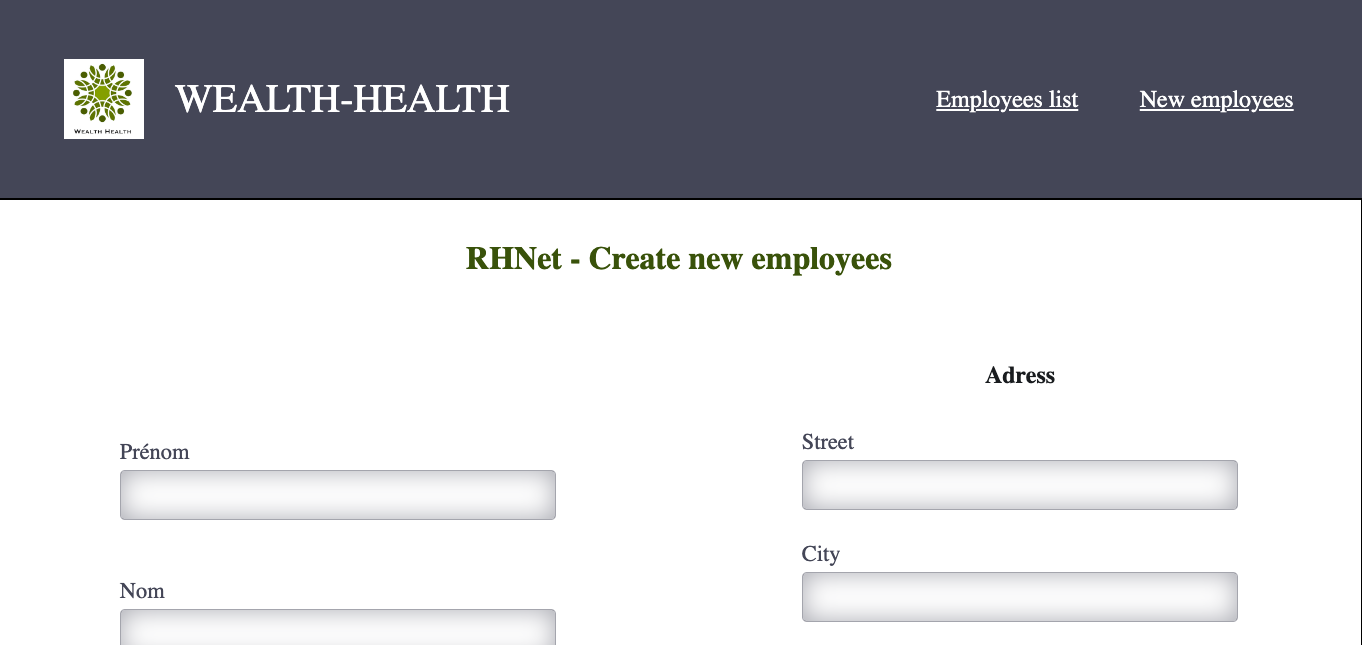 WEALTH HEALTH
WEALTH-HEALTH
Employees list
New employees
RHNet - Create new employees
Prénom
Nom
Adress
Street
City